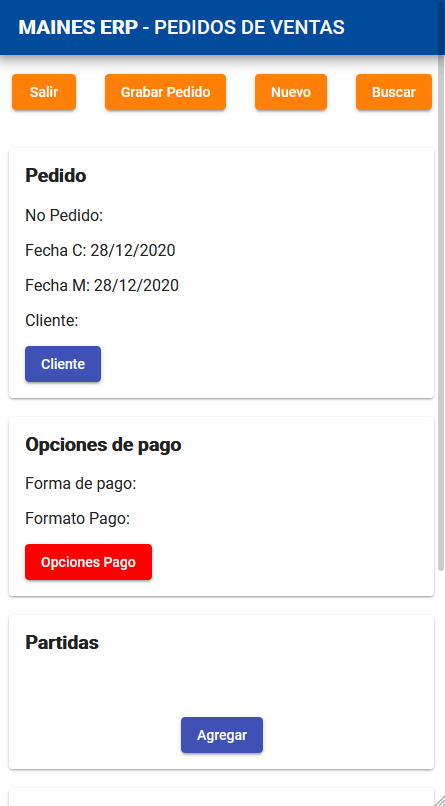 MAINES ERP - PEDIDOS DE VENTAS
Salir Grabar Pedido Nuevo Buscar
Pedido
No Pedido:
Fecha C: 28/12/2020
Fecha M: 28/12/2020
Cliente:
Cliente
Opciones de pago
Forma de pago:
Formato Pago:
Opciones Pago
Partidas
Agregar